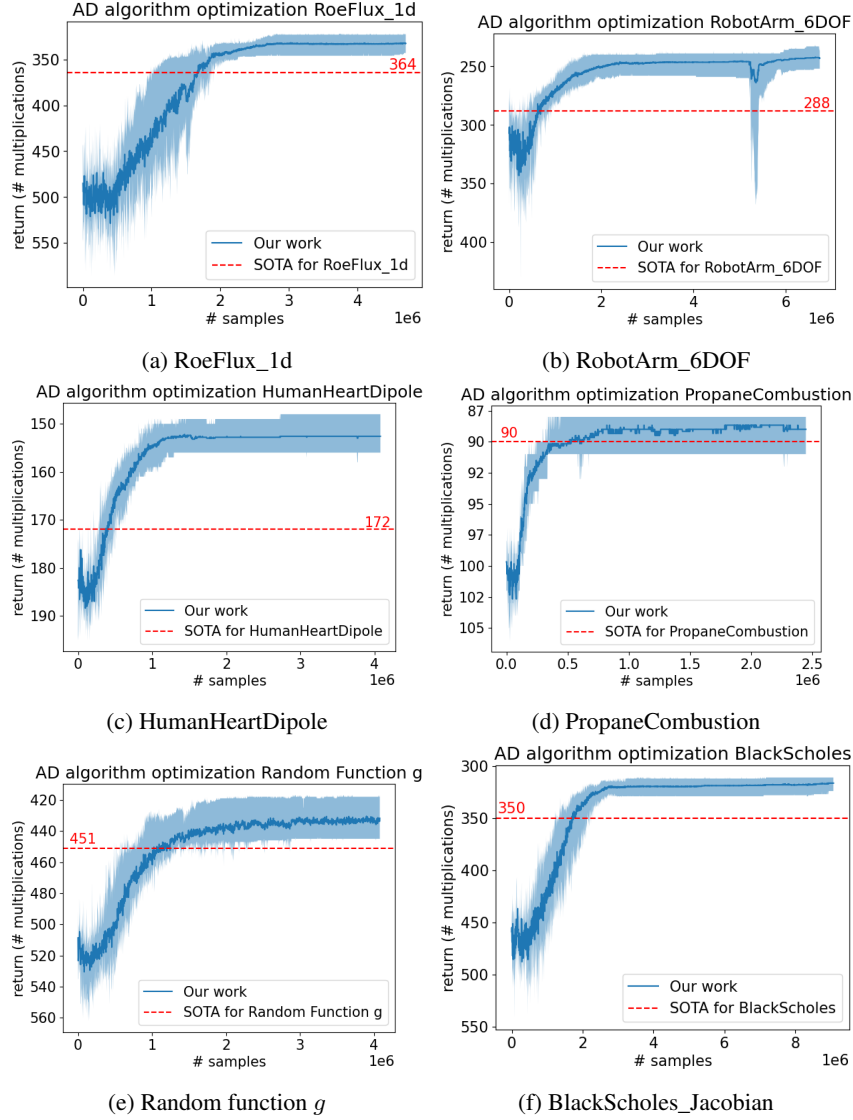 AD algorithm optimization RoeFlux_1d
return (# multiplications)
350
400
450
500
550
364
Our work
SOTA for RoeFlux_1d
0
1
2
3
4
1e6
# samples
(a) RoeFlux_1d
AD algorithm optimization RobotArm_6DOF
return (# multiplications)
200
250
300
350
400
288
Our work
SOTA for RobotArm_6DOF
0
2
4
6
1e6
# samples
(b) RobotArm_6DOF
AD algorithm optimization HumanHeartDipole
return (# multiplications)
150
160
170
180
190
172
Our work
SOTA for HumanHeartDipole
0
1
2
3
4
1e6
# samples
(c) HumanHeartDipole
AD algorithm optimization PropaneCombustion
return (# multiplications)
87
90
92
95
97
100
102
105
90
Our work
SOTA for PropaneCombustion
0.0
0.5
1.0
1.5
2.0
2.5
1e6
# samples
(d) PropaneCombustion
AD algorithm optimization Random Function g
return (# multiplications)
420
440
460
480
500
520
540
560
451
Our work
SOTA for Random Function g
0
1
2
3
4
1e6
# samples
(e) Random function g
AD algorithm optimization BlackScholes
return (# multiplications)
300
350
400
450
500
550
350
Our work
SOTA for BlackScholes
0
2
4
6
8
1e6
# samples
(f) BlackScholes_Jacobian